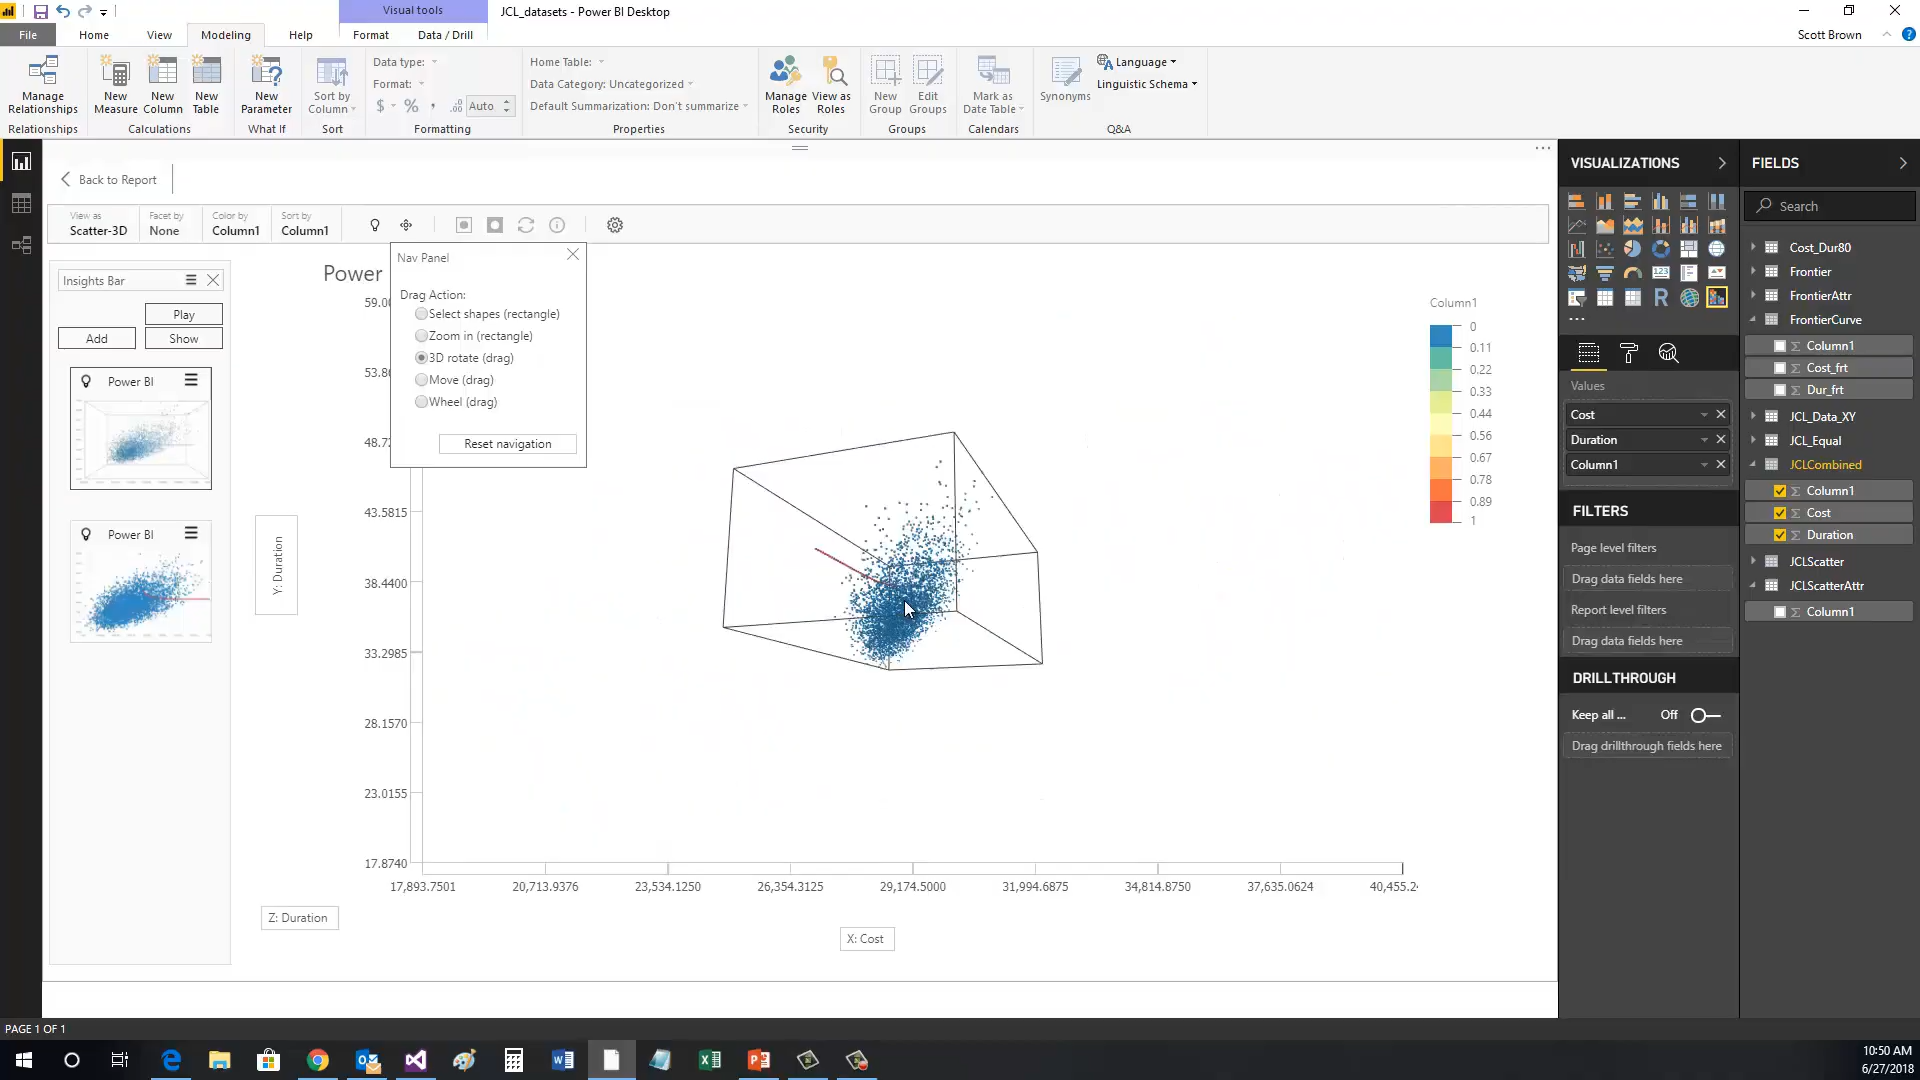 Visual tools
JCL_datasets - Power BI Desktop
File
Home
View
Modeling
Help
Format
Data / Drill
Scott Brown
Manage
Relationships
New
Measure
New
Column
New
Table
New
Parameter
Sort by
Column
Data type:
Format:
$ % , Auto
Home Table:
Data Category: Uncategorized
Default Summarization: Don't summarize
Manage
Roles
View as
Roles
New
Group
Edit
Groups
Mark as
Date Table
Synonyms
Language
Linguistic Schema
Relationships
Calculations
What If
Sort
Formatting
Properties
Security
Groups
Calendars
Q&A
Back to Report
View as
Scatter-3D
Facet by
None
Color by
Column1
Sort by
Column1
Insights Bar
Play
Add
Show
Power BI
Power BI
Nav Panel
Drag Action:
Select shapes (rectangle)
Zoom in (rectangle)
3D rotate (drag)
Move (drag)
Wheel (drag)
Reset navigation
Power
43.5815
38.4400
33.2985
28.1570
23.0155
17.8740
Y: Duration
17,893.7501
20,713.9376
23,534.1250
26,354.3125
29,174.5000
31,994.6875
34,814.8750
37,635.0624
Z: Duration
X: Cost
Column1
0
0.11
0.22
0.33
0.44
0.56
0.67
0.78
0.89
1
VISUALIZATIONS
Values
Cost
Duration
Column1
FILTERS
Page level filters
Drag data fields here
Report level filters
Drag data fields here
DRILLTHROUGH
Keep all ...
Off
Drag drillthrough fields here
FIELDS
Search
Cost_Dur80
Frontier
FrontierAttr
FrontierCurve
Column1
Cost_frt
Dur_frt
JCL_Data_XY
JCL_Equal
JCLCombined
Column1
Cost
Duration
JCLScatter
JCLScatterAttr
Column1
PAGE 1 OF 1
10:50 AM
6/27/2018